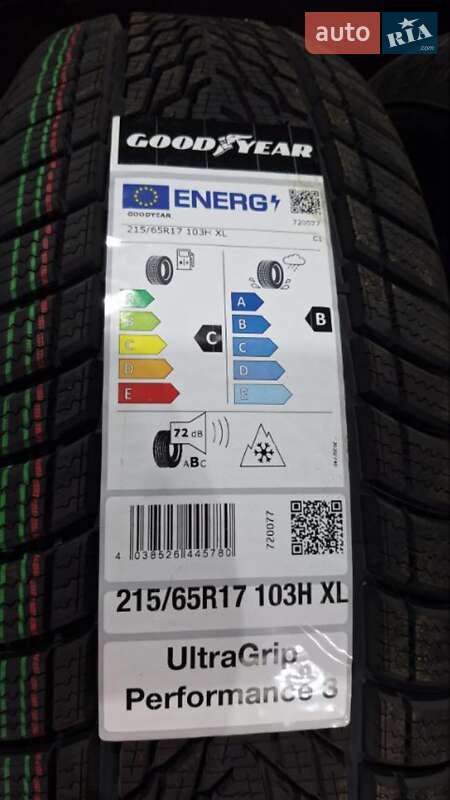 auto RIA
.com
GOODYEAR
ENERG
GOODYEAR
720077
215/65R17 103H XL
C1
A
B
C
D
E
C
A
B
C
D
E
B
72 dB
ABC
4 038526 445780
720077
215/65R17 103H XL
UltraGrip
Performance 3